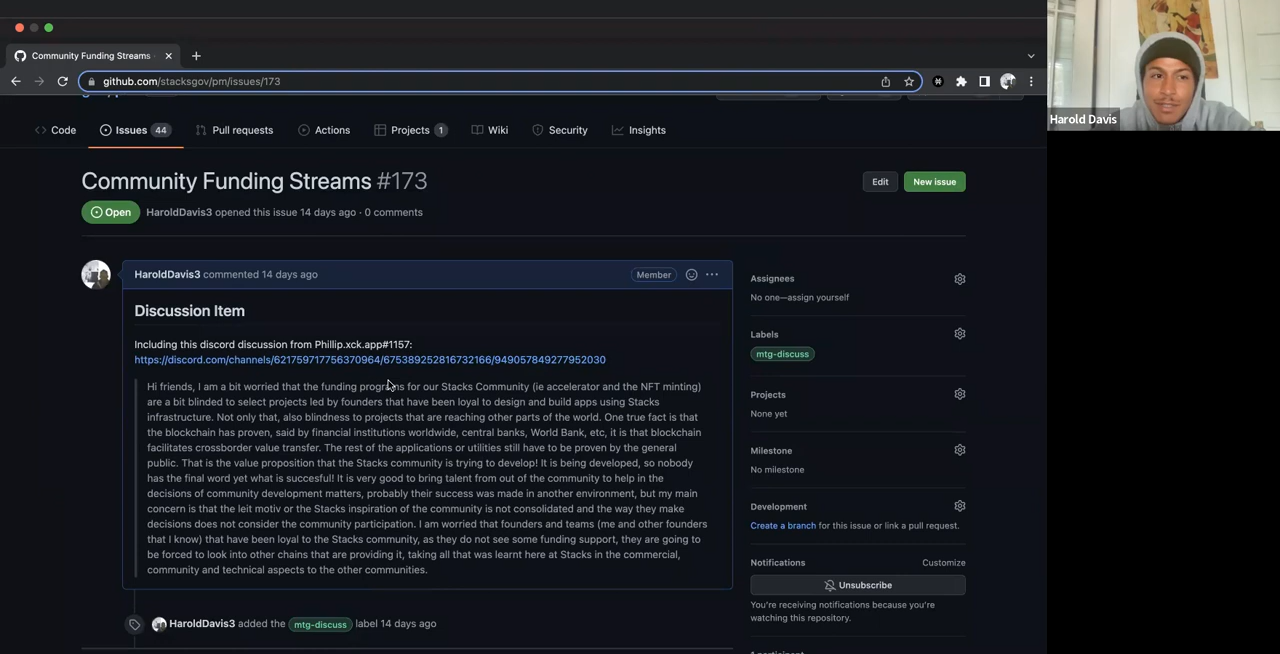 Community Funding Streams
github.com/stacksgov/pm/issues/173
Harold Davis
Code
Issues 44
Pull requests
Actions
Projects 1
Wiki
Security
Insights
Community Funding Streams #173
Edit
New issue
Open
HaroldDavis3 opened this issue 14 days ago · 0 comments
HaroldDavis3 commented 14 days ago
Member
Discussion Item
Including this discord discussion from Phillip.xck.app#1157:
https://discord.com/channels/621759717756370964/675389252816732166/949057849277952030
Hi friends, I am a bit worried that the funding programs for our Stacks Community (ie accelerator and the NFT minting)
are a bit blinded to select projects led by founders that have been loyal to design and build apps using Stacks
infrastructure. Not only that, also blindness to projects that are reaching other parts of the world. One true fact is that
the blockchain has proven, said by financial institutions worldwide, central banks, World Bank, etc, it is that blockchain
facilitates crossborder value transfer. The rest of the applications or utilities still have to be proven by the general
public. That is the value proposition that the Stacks community is trying to develop! It is being developed, so nobody
has the final word yet what is succesful! It is very good to bring talent from out of the community to help in the
decisions of community development matters, probably their success was made in another environment, but my main
concern is that the leit motiv or the Stacks inspiration of the community is not consolidated and the way they make
decisions does not consider the community participation. I am worried that founders and teams (me and other founders
that I know) that have been loyal to the Stacks community, as they do not see some funding support, they are going to
be forced to look into other chains that are providing it, taking all that was learnt here at Stacks in the commercial,
community and technical aspects to the other communities.
HaroldDavis3 added the mtg-discuss label 14 days ago
Assignees
No one—assign yourself
Labels
mtg-discuss
Projects
None yet
Milestone
No milestone
Development
Create a branch for this issue or link a pull request.
Notifications
Customize
Unsubscribe
You're receiving notifications because you're
watching this repository.